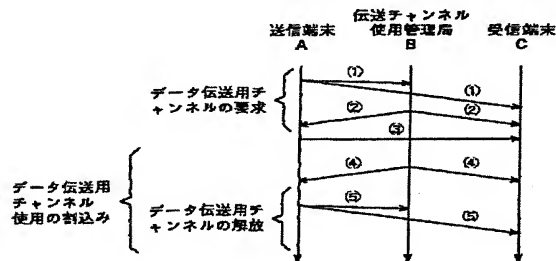 送信端末
A
伝送チャンネル
使用管理局
B
受信端末
C
データ伝送用チ
ャンネルの要求
(1)
(1)
(2)
(2)
(3)
データ伝送用
チャンネル
使用の割込み
(4)
(4)
データ伝送用チ
ャンネルの解放
(5)
(5)